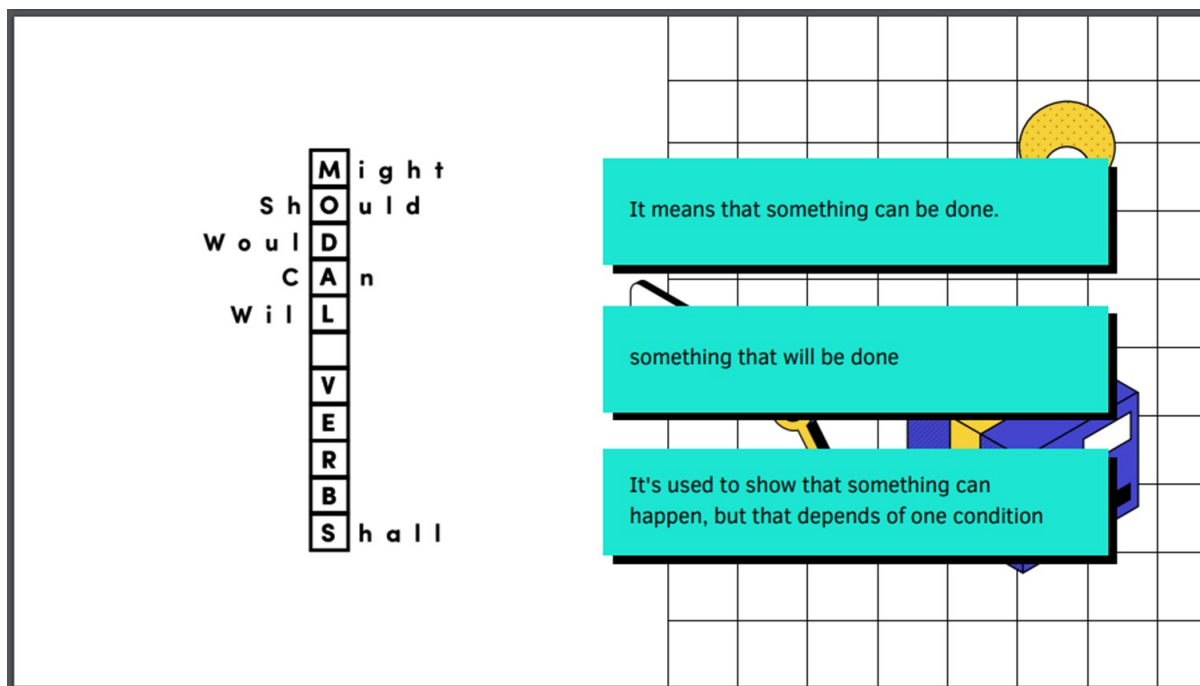 Might
Should
Would
Can
Will
V
E
R
B
Shall
It means that something can be done.
something that will be done
It's used to show that something can
happen, but that depends of one condition